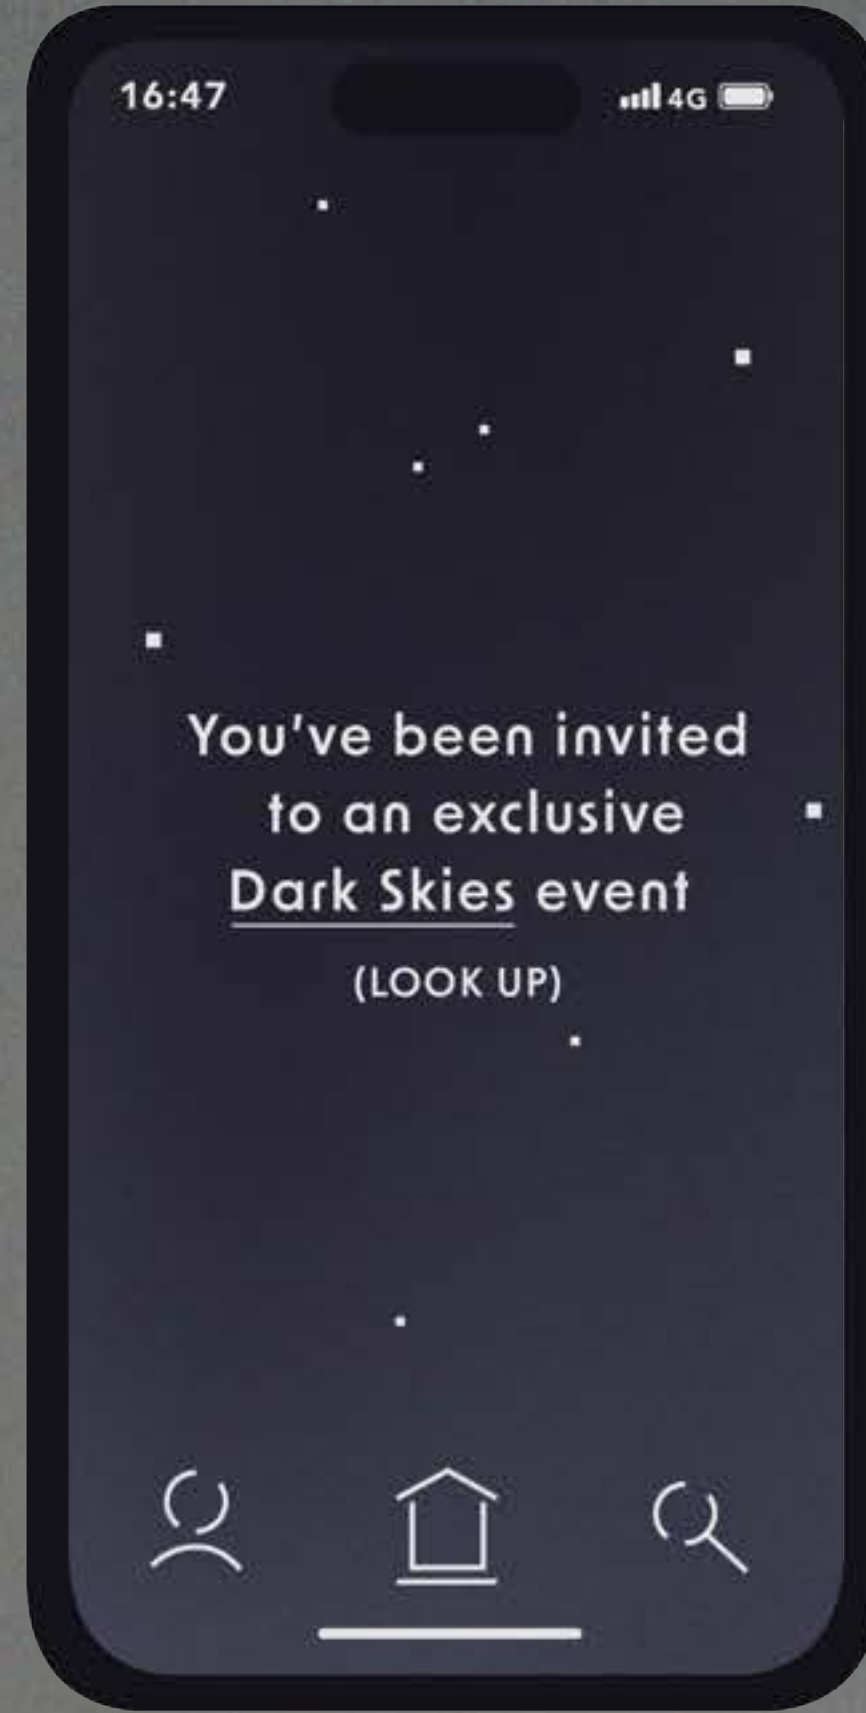 16:47
4G
You've been invited
to an exclusive
Dark Skies event
(LOOK UP)